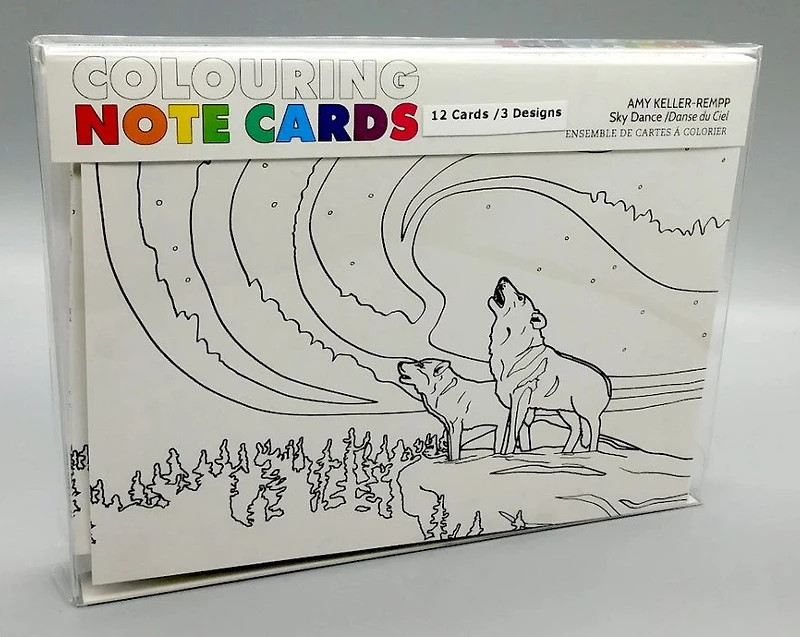 COLOURING
NOTE CARDS
12 Cards /3 Designs
AMY KELLER-REMPP
Sky Dance /Danse du Ciel
ENSEMBLE DE CARTES À COLORIER